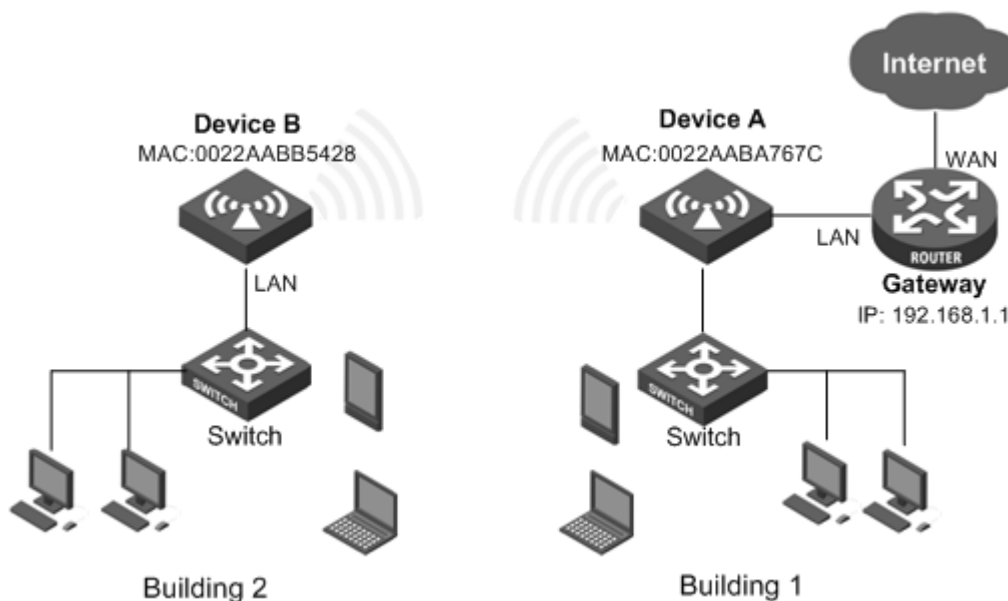 Internet
Device B
MAC:0022AABB5428
Device A
MAC:0022AABA767C
WAN
LAN
ROUTER
Gateway
IP: 192.168.1.1
LAN
SWITCH
Switch
SWITCH
Switch
Building 2
Building 1